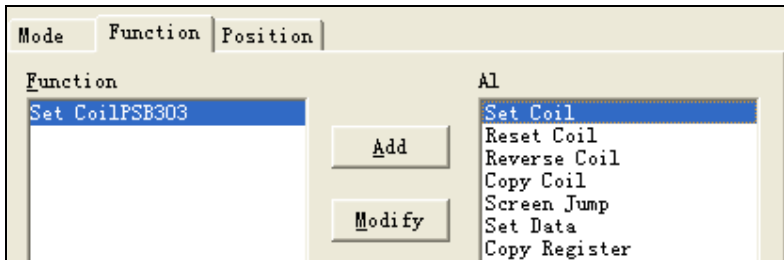 Mode Function Position
Function
Al
Set CoilPSB303
Add
Modify
Set Coil
Reset Coil
Reverse Coil
Copy Coil
Screen Jump
Set Data
Copy Register